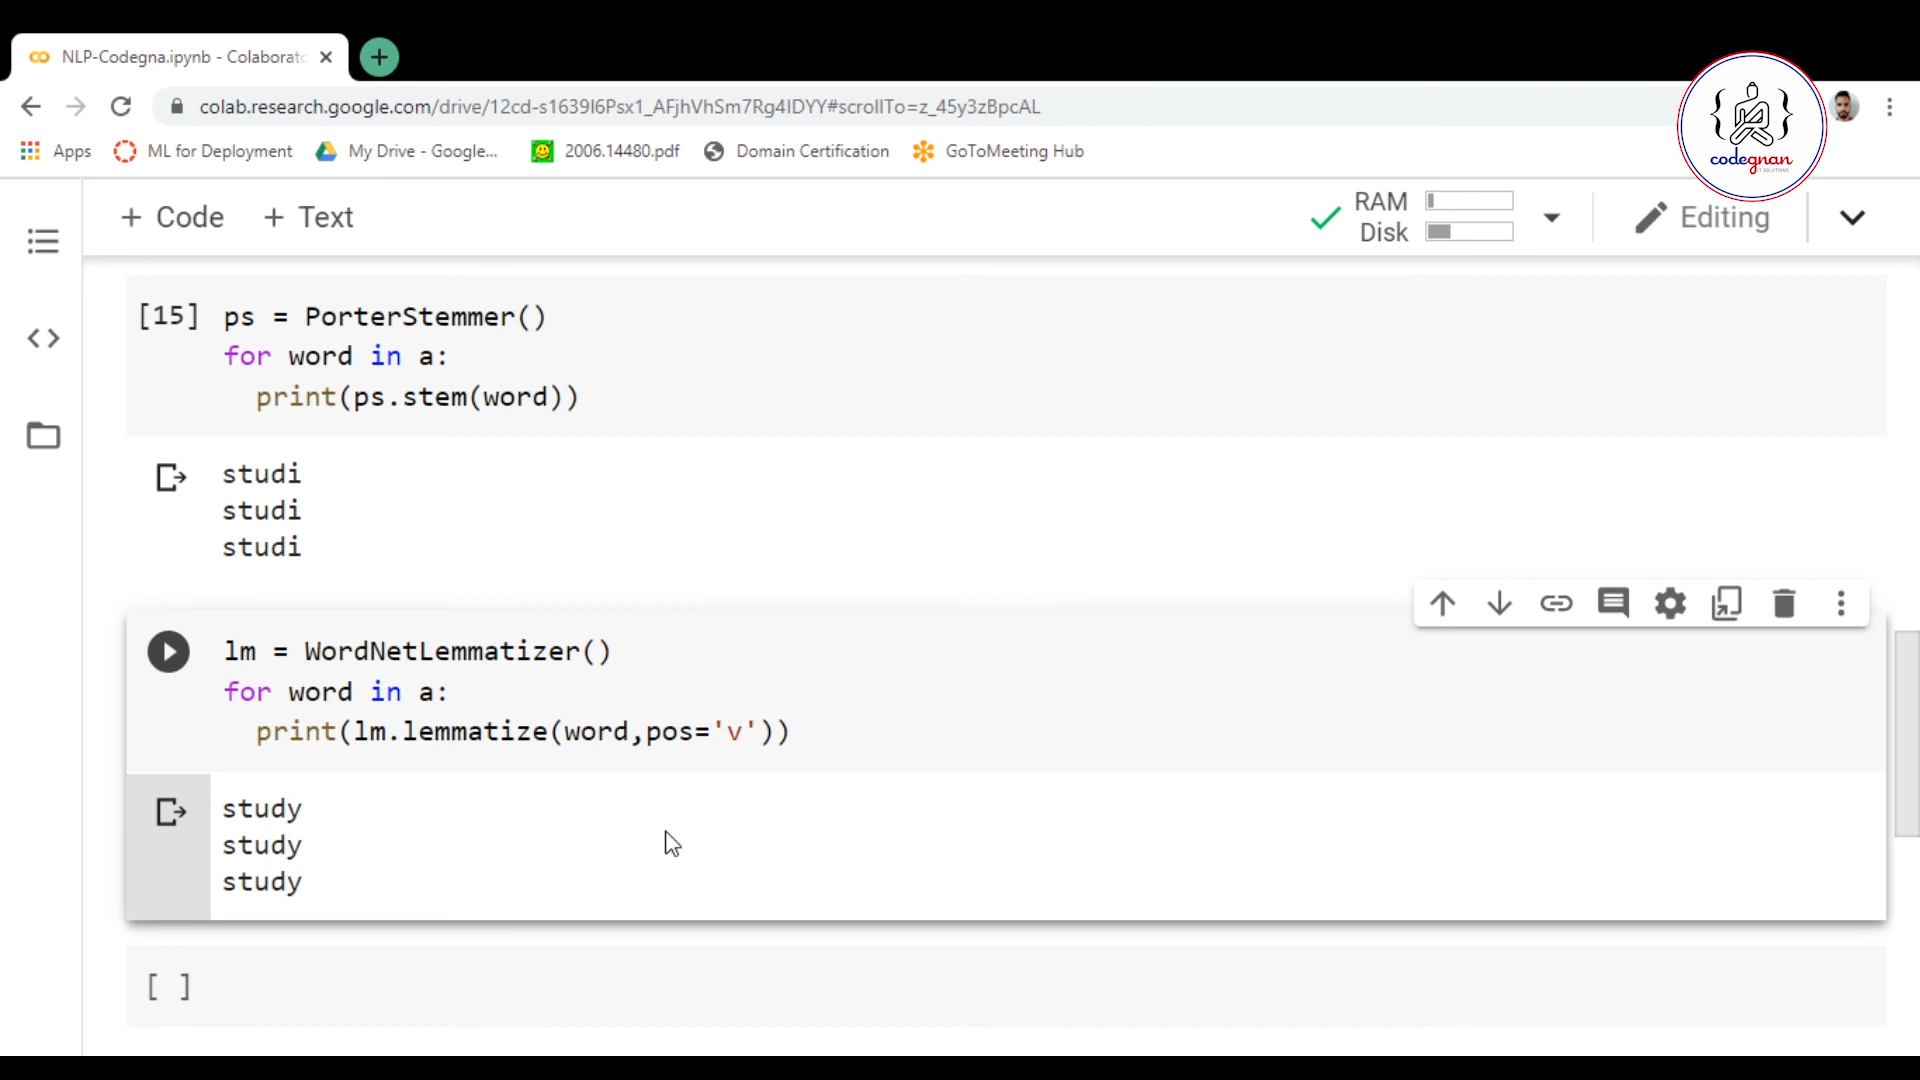 NLP-Codegna.ipynb - Colaborato
colab.research.google.com/drive/12cd-s1639I6Psx1_AFjhVhSm7Rg4IDYY#scrollTo=z_45y3zBpcAL
Apps ML for Deployment My Drive - Google... 2006.14480.pdf Domain Certification GoToMeeting Hub
codegnan
IT SOLUTIONS
+ Code + Text
RAM
Disk
Editing
[15] ps = PorterStemmer()
for word in a:
print(ps.stem(word))
studi
studi
studi
lm = WordNetLemmatizer()
for word in a:
print(lm.lemmatize(word,pos='v'))
study
study
study
[ ]